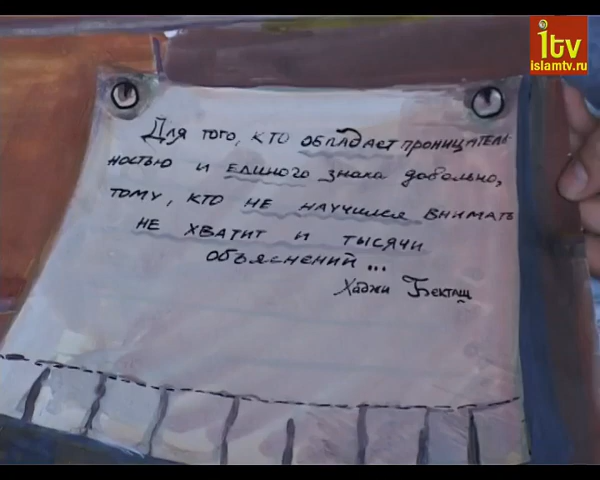 iтv
islamtv.ru
Для того, кто обладает проницатель-
ностью и единого знака довольно,
тому, кто не научился внимать
не хватит и тысячи
объяснений...
Хаджи Бекташ